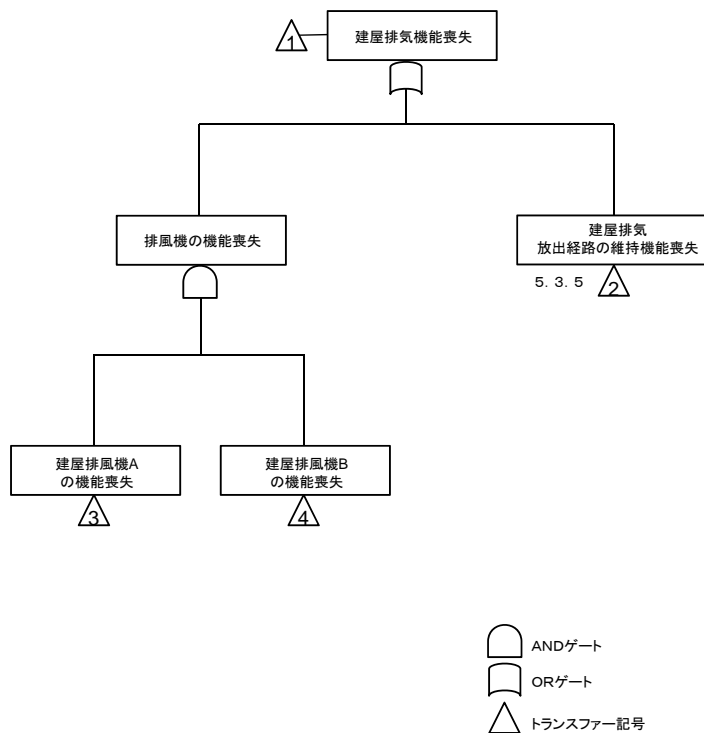 1
建屋排気機能喪失
排風機の機能喪失
建屋排気
放出経路の維持機能喪失
5. 3. 5
2
建屋排風機A
の機能喪失
建屋排風機B
の機能喪失
3
4
ANDゲート
ORゲート
トランスファー記号